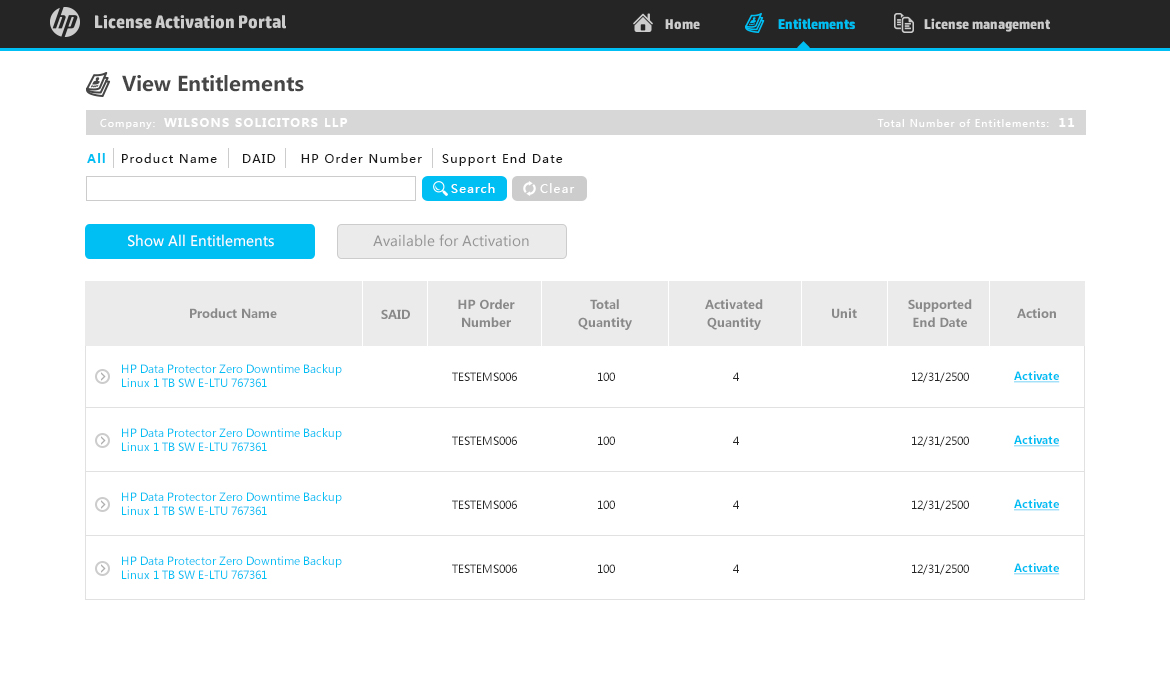 hp License Activation Portal Home Entitlements License management
View Entitlements
Company: WILSONS SOLICITORS LLP Total Number of Entitlements: 11
All Product Name DAID HP Order Number Support End Date
Search Clear
Show All Entitlements Available for Activation
Product Name SAID HP Order Number Total Quantity Activated Quantity Unit Supported End Date Action
HP Data Protector Zero Downtime Backup
Linux 1 TB SW E-LTU 767361
TESTEMS006 100 4 12/31/2500 Activate
HP Data Protector Zero Downtime Backup
Linux 1 TB SW E-LTU 767361
TESTEMS006 100 4 12/31/2500 Activate
HP Data Protector Zero Downtime Backup
Linux 1 TB SW E-LTU 767361
TESTEMS006 100 4 12/31/2500 Activate
HP Data Protector Zero Downtime Backup
Linux 1 TB SW E-LTU 767361
TESTEMS006 100 4 12/31/2500 Activate